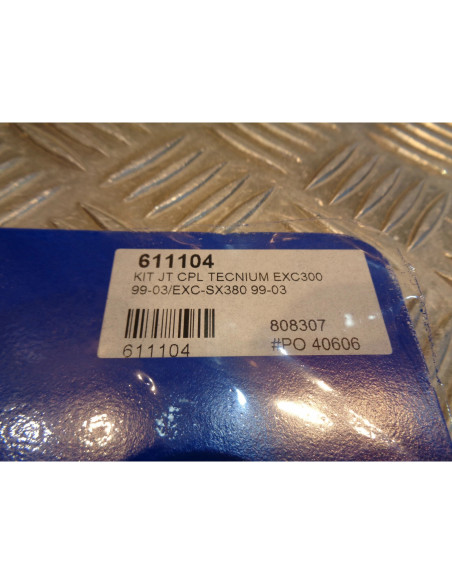 611104
KIT JT CPL TECNIUM EXC300
99-03/EXC-SX380 99-03
808307
611104
#PO 40606